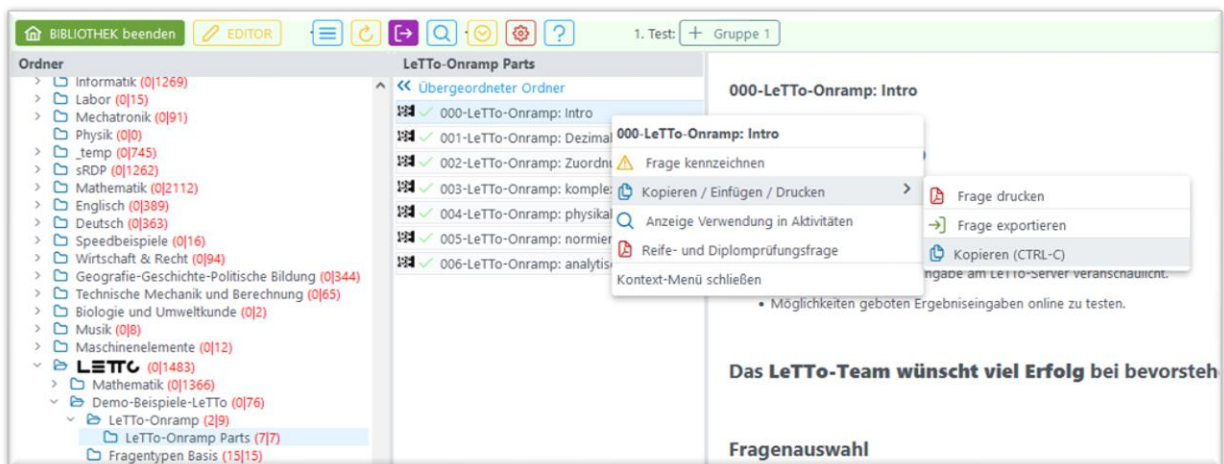 BIBLIOTHEK beenden EDITOR 1. Test: + Gruppe 1
Ordner
Informatik (0|1269)
Labor (0|15)
Mechatronik (0|91)
Physik (0|0)
_temp (0|745)
sRDP (0|1262)
Mathematik (0|2112)
Englisch (0|389)
Deutsch (0|363)
Speedbeispiele (0|16)
Wirtschaft & Recht (0|94)
Geografie-Geschichte-Politische Bildung (0|344)
Technische Mechanik und Berechnung (0|65)
Biologie und Umweltkunde (0|2)
Musik (0|8)
Maschinenelemente (0|12)
LETTO (0|1483)
Mathematik (0|1366)
Demo-Beispiele-LeTTo (0|76)
LeTTo-Onramp (2|9)
LeTTo-Onramp Parts (7|7)
Fragentypen Basis (15|15)
LeTTo-Onramp Parts
Übergeordneter Ordner
000-LeTTo-Onramp: Intro
001-LeTTo-Onramp: Dezimal
002-LeTTo-Onramp: Zuordnu
003-LeTTo-Onramp: komple
004-LeTTo-Onramp: physikal
005-LeTTo-Onramp: normier
006-LeTTo-Onramp: analytis
000-LeTTo-Onramp: Intro
Frage kennzeichnen
Kopieren / Einfügen / Drucken
Anzeige Verwendung in Aktivitäten
Reife- und Diplomprüfungsfrage
Kontext-Menü schließen
Frage drucken
Frage exportieren
Kopieren (CTRL-C)
000-LeTTo-Onramp: Intro
ngabe am LeTTo-Server veranschaulicht.
• Möglichkeiten geboten Ergebniseingaben online zu testen.
Das LeTTo-Team wünscht viel Erfolg bei bevorsteh
Fragenauswahl